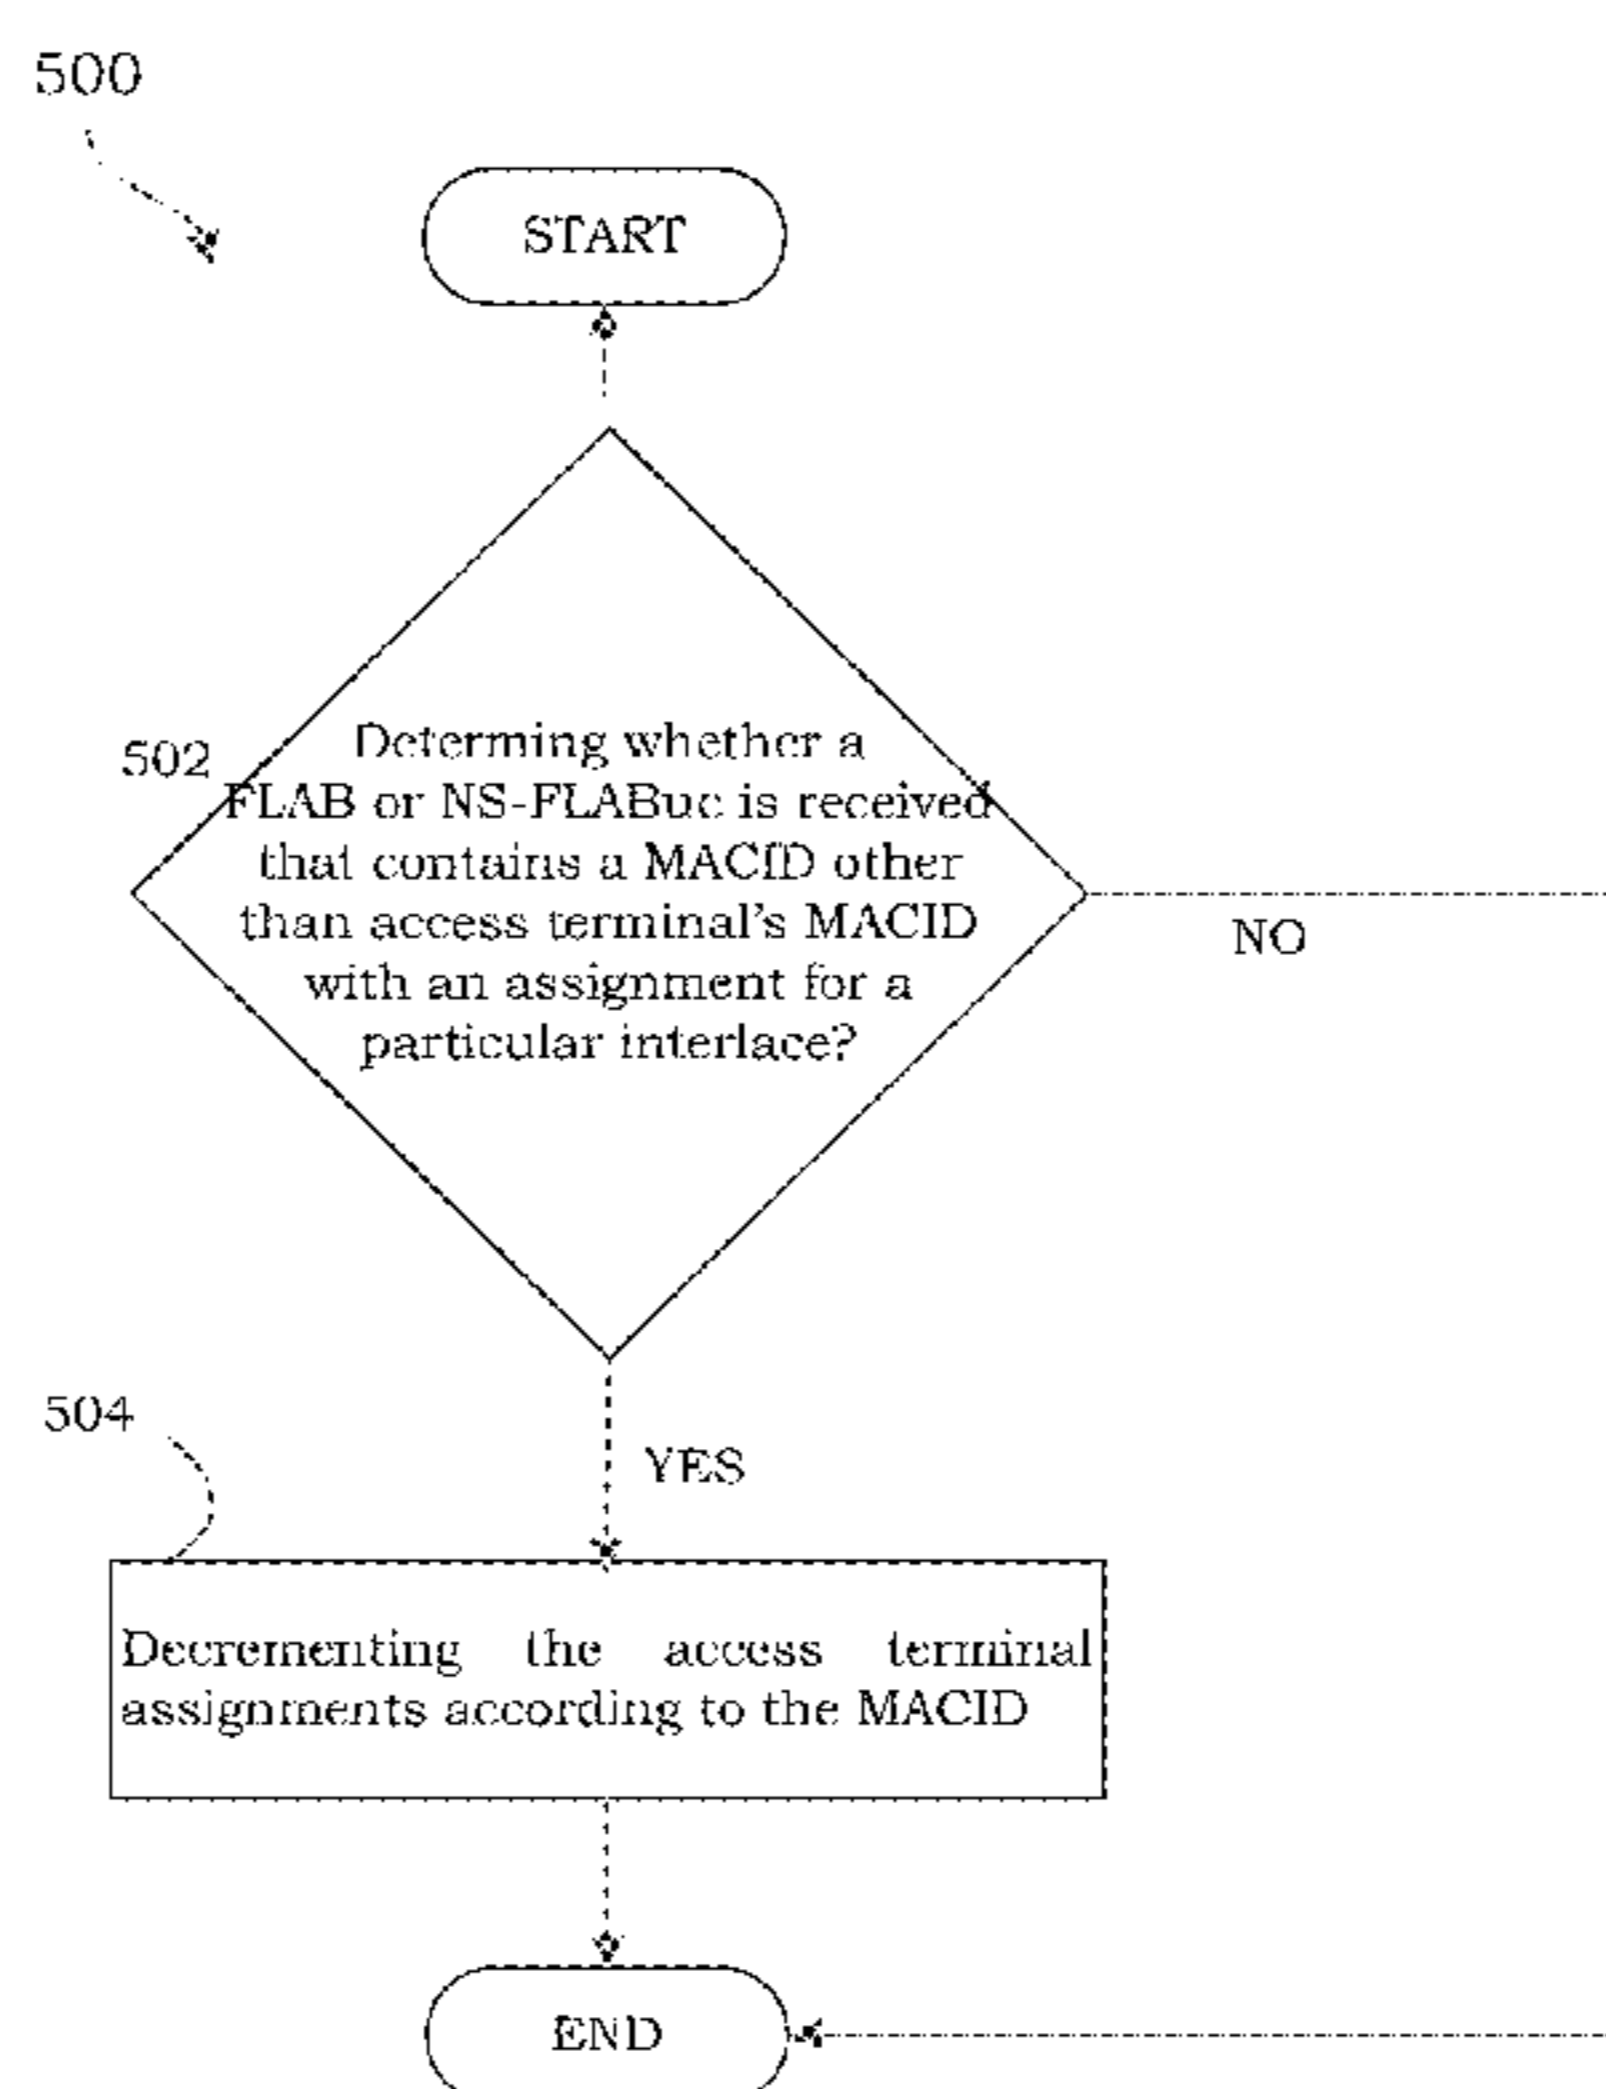 500
START
502
Determing whether a
FLAB or NS-FLABuc is received
that contains a MACID other
than access terminal's MACID
with an assignment for a
particular interlace?
NO
504
YES
Decrementing the access terminal
assignments according to the MACID
END